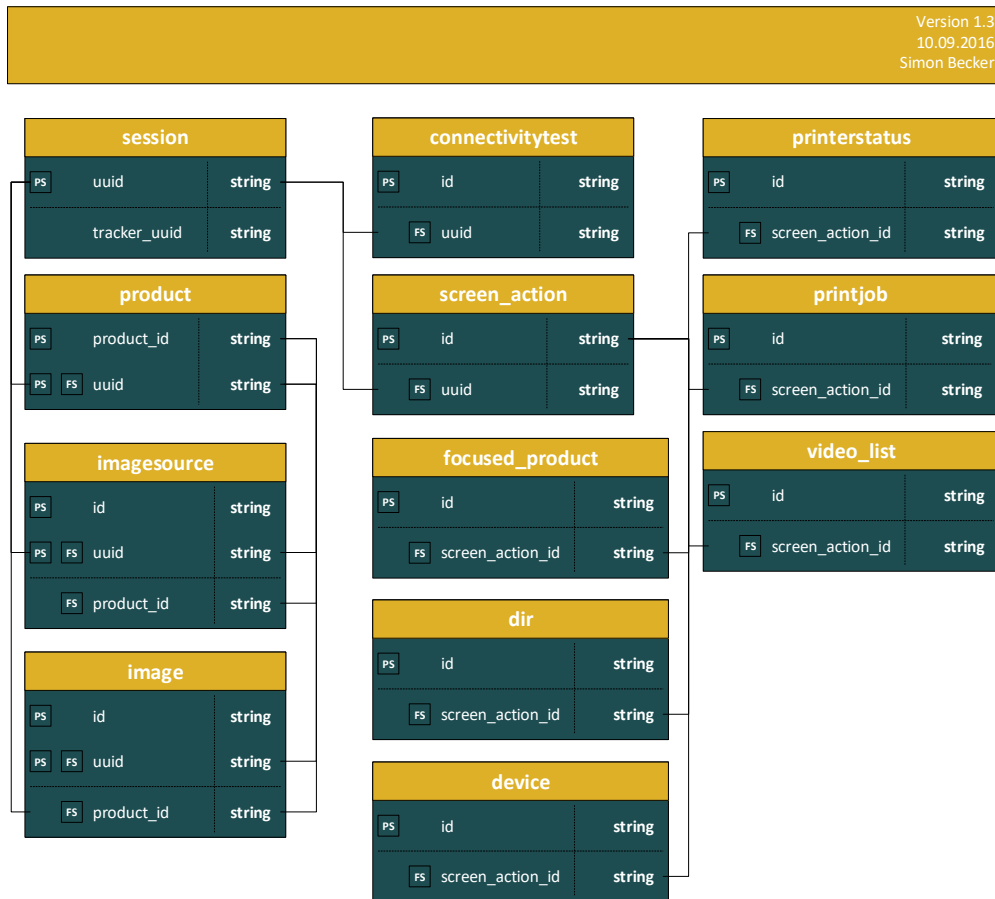 Version 1.3
10.09.2016
Simon Becker
session
PS uuid string
tracker_uuid string
product
PS product_id string
PS FS uuid string
imagesource
PS id string
PS FS uuid string
FS product_id string
image
PS id string
PS FS uuid string
FS product_id string
connectivitytest
PS id string
FS uuid string
screen_action
PS id string
FS uuid string
focused_product
PS id string
FS screen_action_id string
dir
PS id string
FS screen_action_id string
device
PS id string
FS screen_action_id string
printerstatus
PS id string
FS screen_action_id string
printjob
PS id string
FS screen_action_id string
video_list
PS id string
FS screen_action_id string